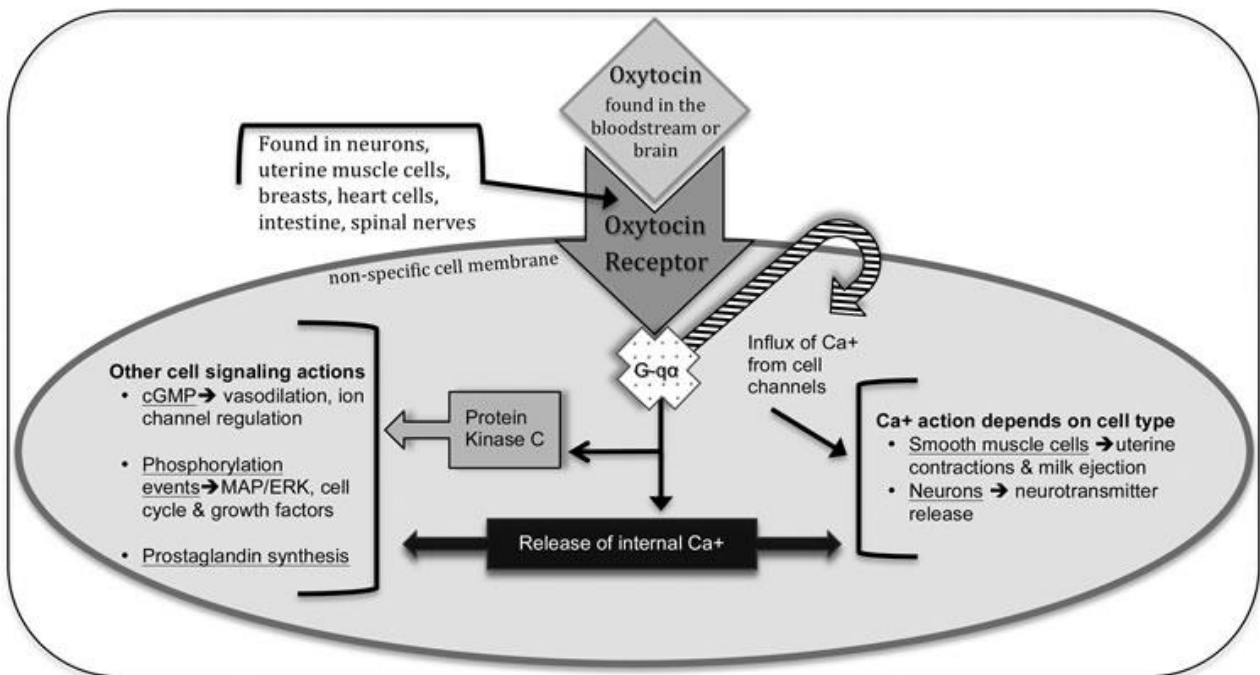 Oxytocin
found in the
bloodstream or
brain
Found in neurons,
uterine muscle cells,
breasts, heart cells,
intestine, spinal nerves
Oxytocin
Receptor
non-specific cell membrane
G-qα
Influx of Ca+
from cell
channels
Other cell signaling actions
• cGMP➔ vasodilation, ion
channel regulation
• Phosphorylation
events➔MAP/ERK, cell
cycle & growth factors
• Prostaglandin synthesis
Protein
Kinase C
Ca+ action depends on cell type
• Smooth muscle cells ➔uterine
contractions & milk ejection
• Neurons ➔ neurotransmitter
release
Release of internal Ca+